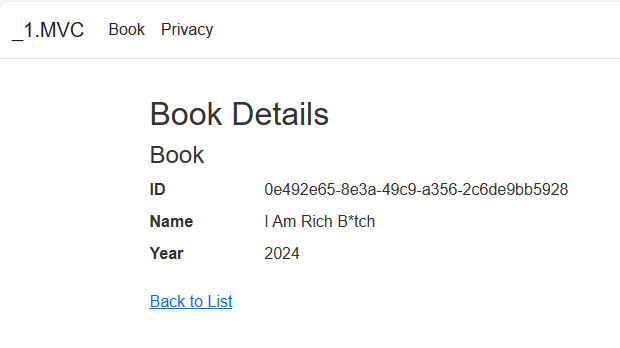 _1.MVC Book Privacy
Book Details
Book
ID 0e492e65-8e3a-49c9-a356-2c6de9bb5928
Name I Am Rich B*tch
Year 2024
Back to List